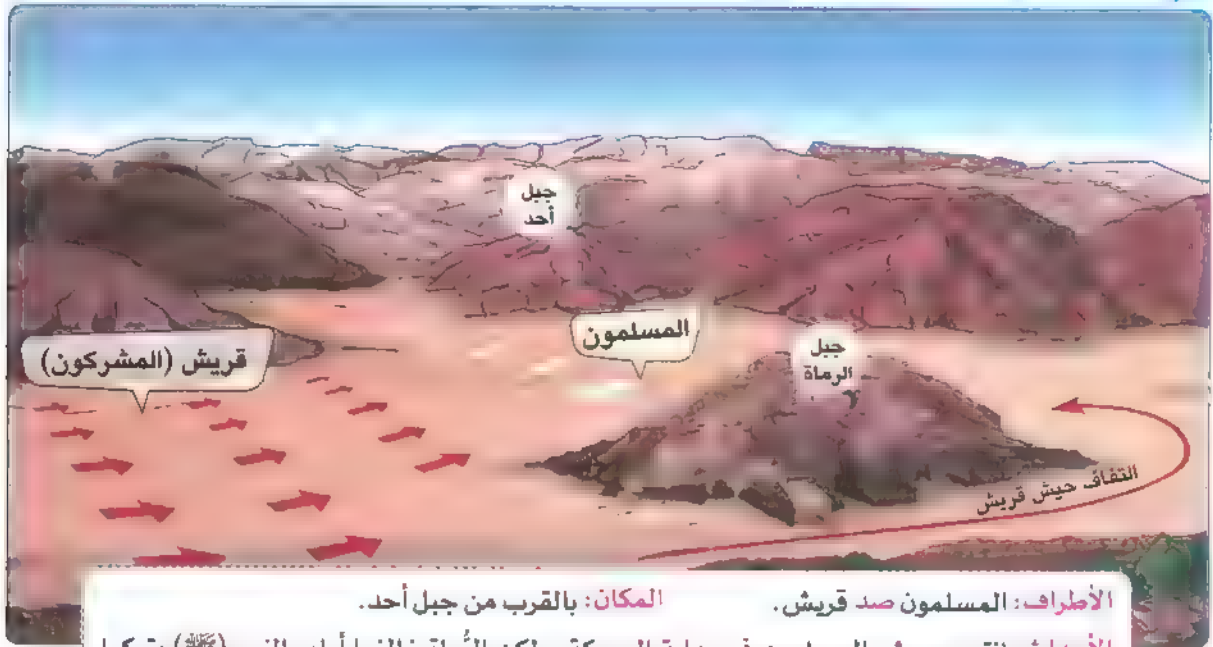 جبل
أحد
المسلمون
جبل
الرماة
قريش (المشركون)
التفاف جيش قريش
الأطراف: المسلمون ضد قريش. المكان: بالقرب من جبل أحد.